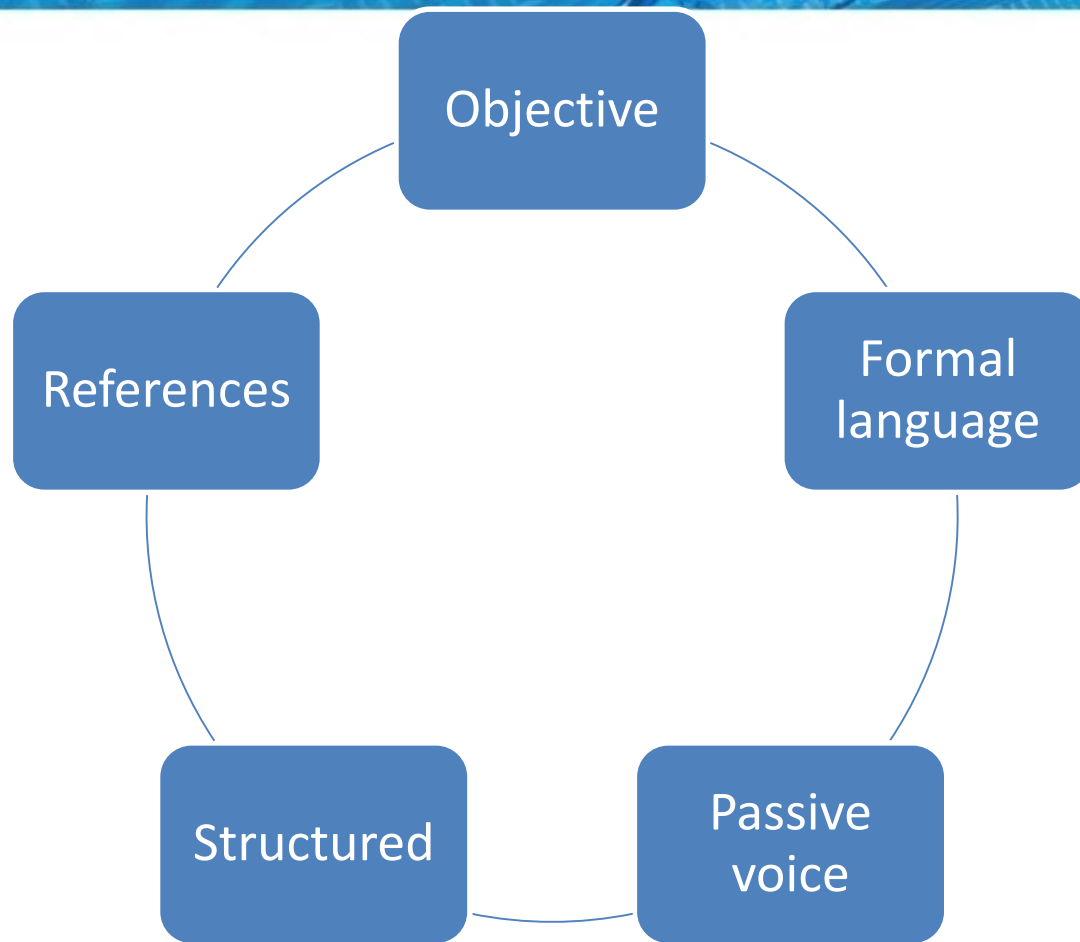 Objective
Formal
language
Passive
voice
Structured
References